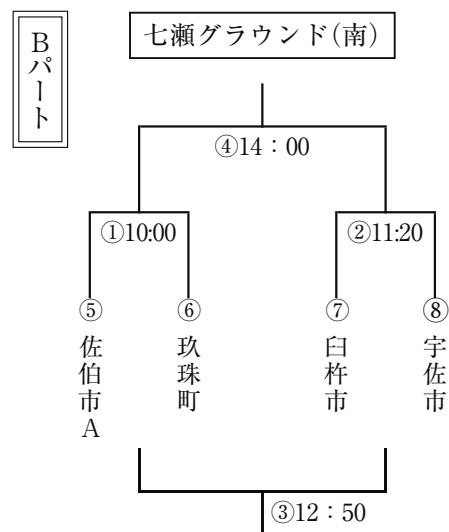 Bパート
七瀬グラウンド(南)
④14：00
①10:00
②11:20
⑤
佐伯市A
⑥
玖珠町
⑦
臼杵市
⑧
宇佐市
③12：50